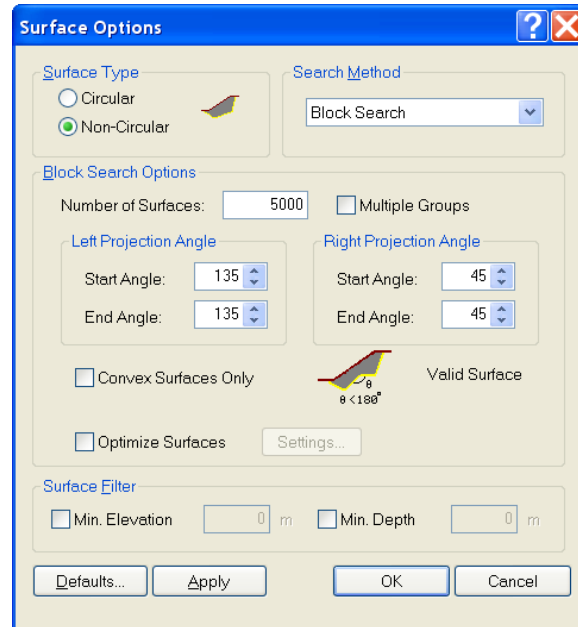 Surface Options
Surface Type
Circular
Non-Circular
Search Method
Block Search
Block Search Options
Number of Surfaces: 5000 Multiple Groups
Left Projection Angle Right Projection Angle
Start Angle: 135 Start Angle: 45
End Angle: 135 End Angle: 45
Convex Surfaces Only θ Valid Surface
θ <180°
Optimize Surfaces Settings...
Surface Filter
Min. Elevation 0 m Min. Depth 0 m
Defaults... Apply OK Cancel